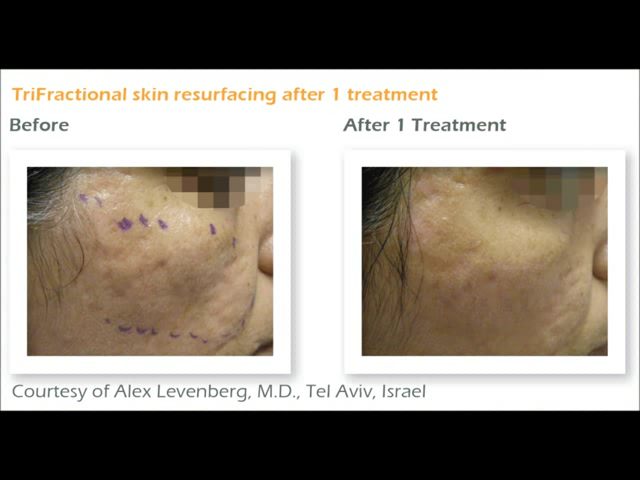 TriFractional skin resurfacing after 1 treatment
Before
After 1 Treatment
Courtesy of Alex Levenberg, M.D., Tel Aviv, Israel